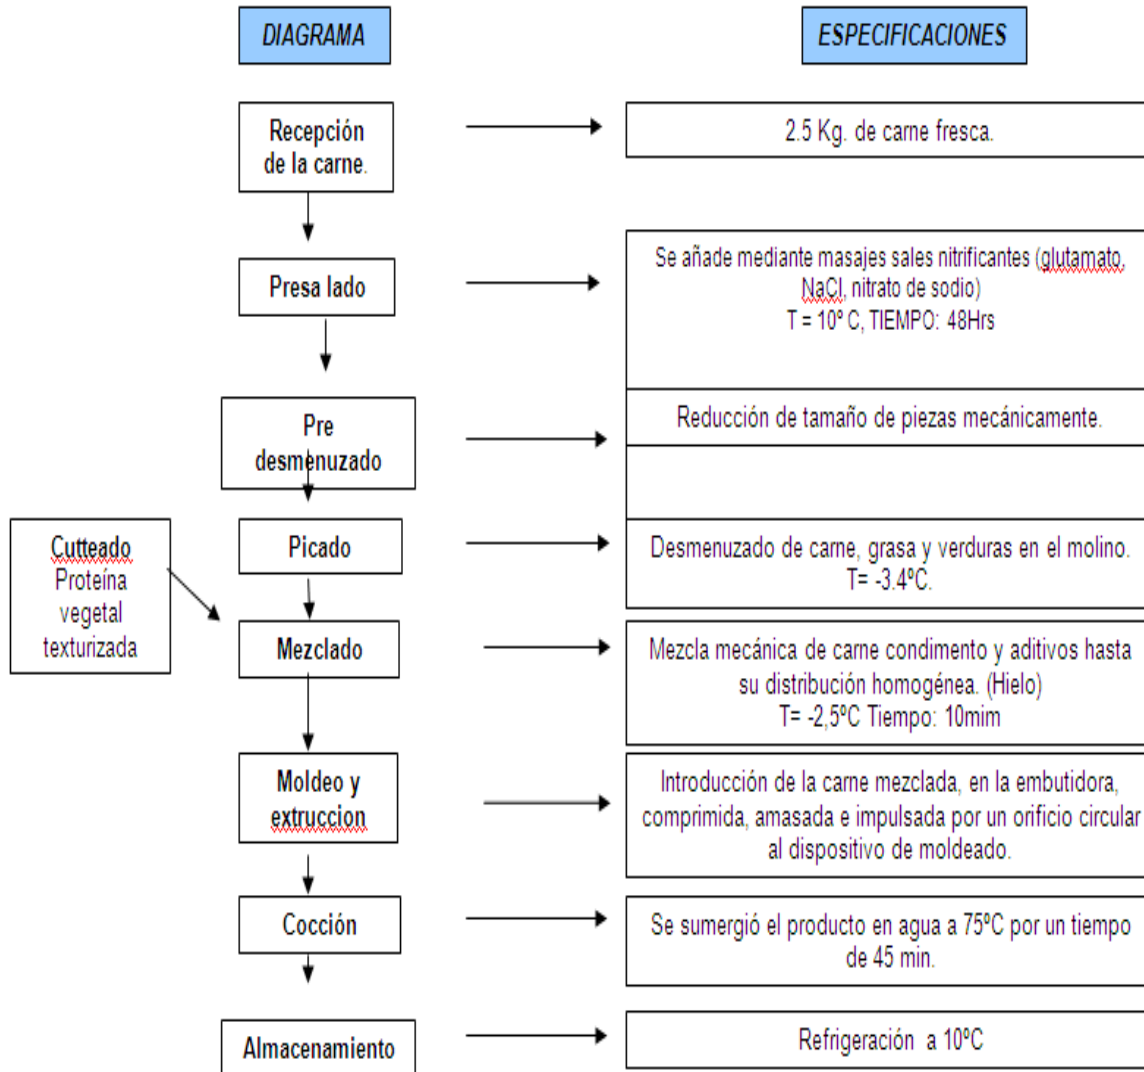 DIAGRAMA
ESPECIFICACIONES
Recepción
de la carne.
2.5 Kg. de carne fresca.
Presa lado
Se añade mediante masajes sales nitrificantes (glutamato,
NaCl, nitrato de sodio)
T = 10º C, TIEMPO: 48Hrs
Pre
desmenuzado
Reducción de tamaño de piezas mecánicamente.
Cutteado
Proteína
vegetal
texturizada
Picado
Desmenuzado de carne, grasa y verduras en el molino.
T= -3.4ºC.
Mezclado
Mezcla mecánica de carne condimento y aditivos hasta
su distribución homogénea. (Hielo)
T= -2,5ºC Tiempo: 10mim
Moldeo y
extruccion
Introducción de la carne mezclada, en la embutidora,
comprimida, amasada e impulsada por un orificio circular
al dispositivo de moldeado.
Cocción
Se sumergió el producto en agua a 75ºC por un tiempo
de 45 min.
Almacenamiento
Refrigeración a 10ºC